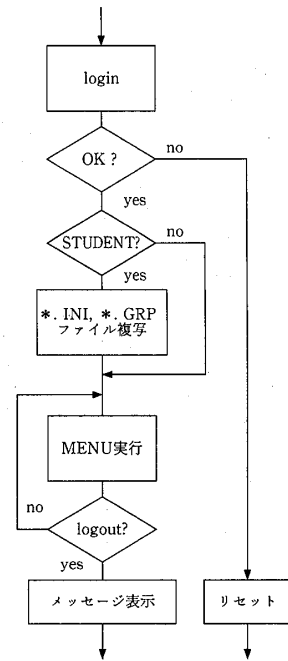 login
OK ?
no
yes
STUDENT?
no
yes
*. INI, *. GRP
ファイル複写
MENU実行
no
logout?
yes
メッセージ表示
リセット